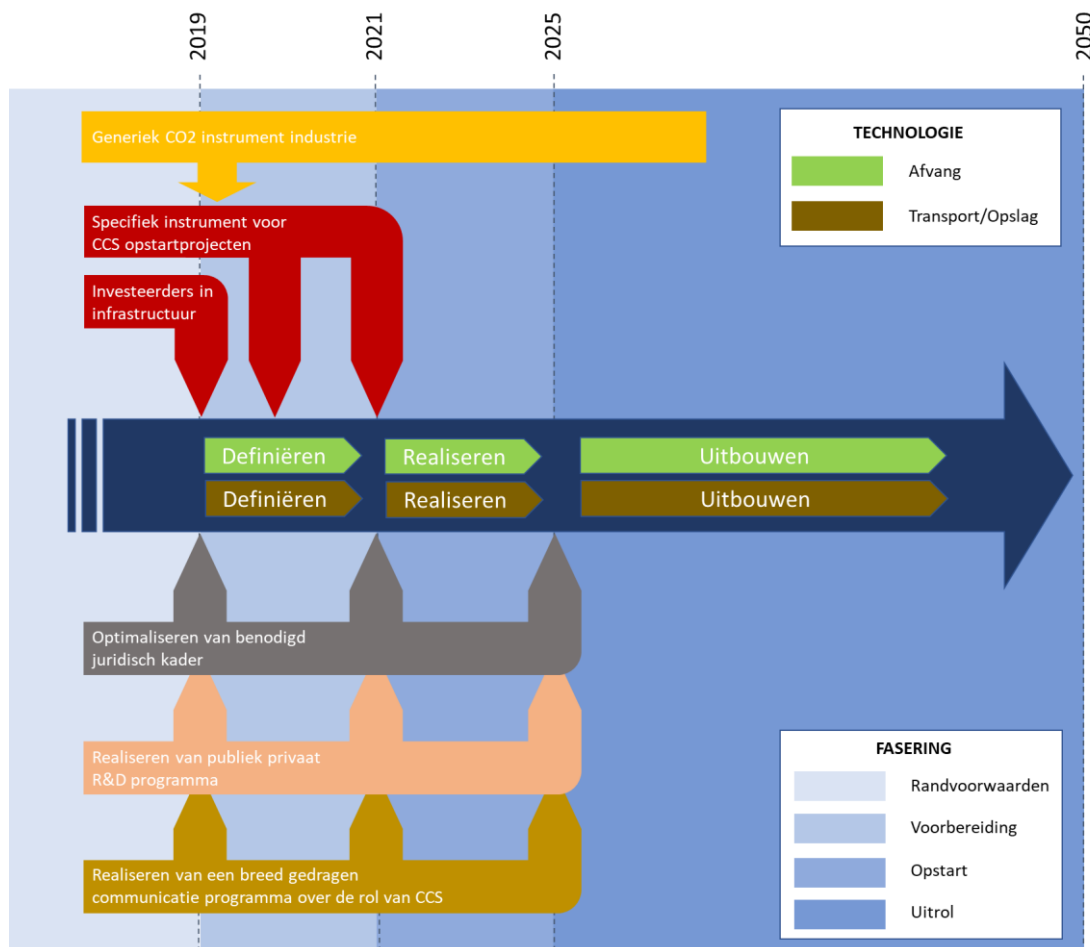 2019
2021
2025
2050
Generiek CO2 instrument industrie
TECHNOLOGIE
Afvang
Transport/Opslag
Specifiek instrument voor
CCS opstartprojecten
Investeerders in
infrastructuur
Definiëren
Realiseren
Uitbouwen
Definiëren
Realiseren
Uitbouwen
Optimaliseren van benodigd
juridisch kader
Realiseren van publiek privaat
R&D programma
Realiseren van een breed gedragen
communicatie programma over de rol van CCS
FASERING
Randvoorwaarden
Voorbereiding
Opstart
Uitrol